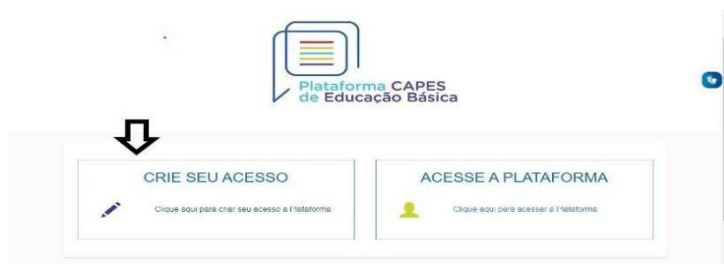 Plataforma CAPES
de Educação Básica
CRIE SEU ACESSO
Clique aqui para criar seu acesso a Plataforma
ACESSE A PLATAFORMA
Clique aqui para acessar a Plataforma